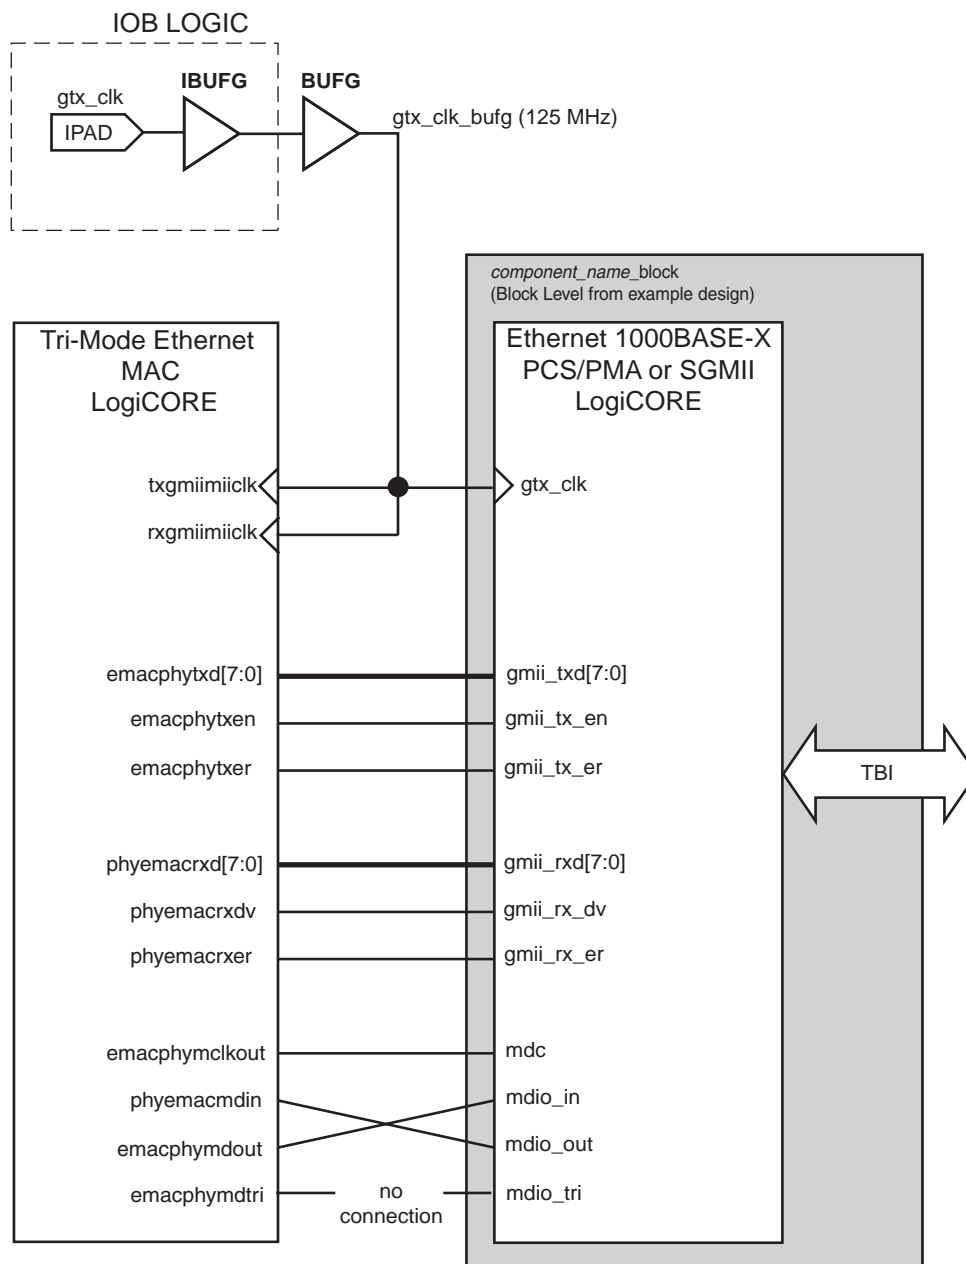 IOB LOGIC
IBUFG
BUFG
gtx_clk
IPAD
gtx_clk_bufg (125 MHz)
component_name_block
(Block Level from example design)
Tri-Mode Ethernet
MAC
LogiCORE
Ethernet 1000BASE-X
PCS/PMA or SGMII
LogiCORE
txgmiimiiclk
gtx_clk
rxgmiimiiclk
emacphytxd[7:0]
gmii_txd[7:0]
emacphytxen
gmii_tx_en
emacphytxer
gmii_tx_er
TBI
phyemacrxd[7:0]
gmii_rxd[7:0]
phyemacrxdv
gmii_rx_dv
phyemacrxer
gmii_rx_er
emacphymclkout
mdc
phyemacmdin
mdio_in
emacphymdout
mdio_out
emacphymdtri
no
connection
mdio_tri